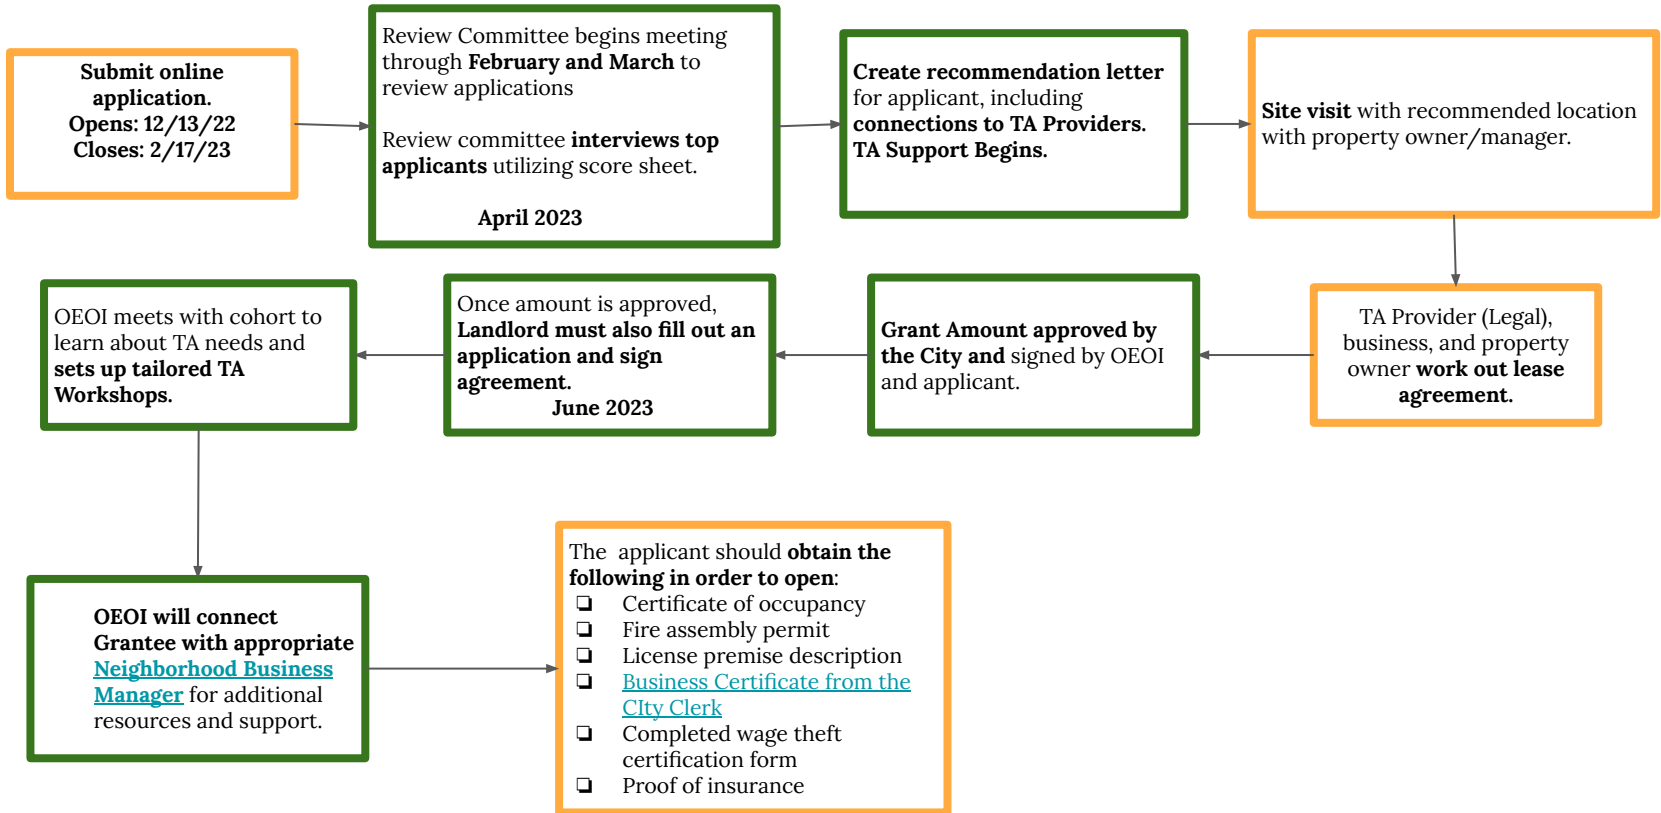 Submit online
application.
Opens: 12/13/22
Closes: 2/17/23
Review Committee begins meeting
through February and March to
review applications
Review committee interviews top
applicants utilizing score sheet.
April 2023
Create recommendation letter
for applicant, including
connections to TA Providers.
TA Support Begins.
Site visit with recommended location
with property owner/manager.
TA Provider (Legal),
business, and property
owner work out lease
agreement.
Grant Amount approved by
the City and signed by OEOI
and applicant.
Once amount is approved,
Landlord must also fill out an
application and sign
agreement.
June 2023
OEOI meets with cohort to
learn about TA needs and
sets up tailored TA
Workshops.
OEOI will connect
Grantee with appropriate
Neighborhood Business
Manager for additional
resources and support.
The applicant should obtain the
following in order to open:
❏ Certificate of occupancy
❏ Fire assembly permit
❏ License premise description
❏ Business Certificate from the
CIty Clerk
❏ Completed wage theft
certification form
❏ Proof of insurance